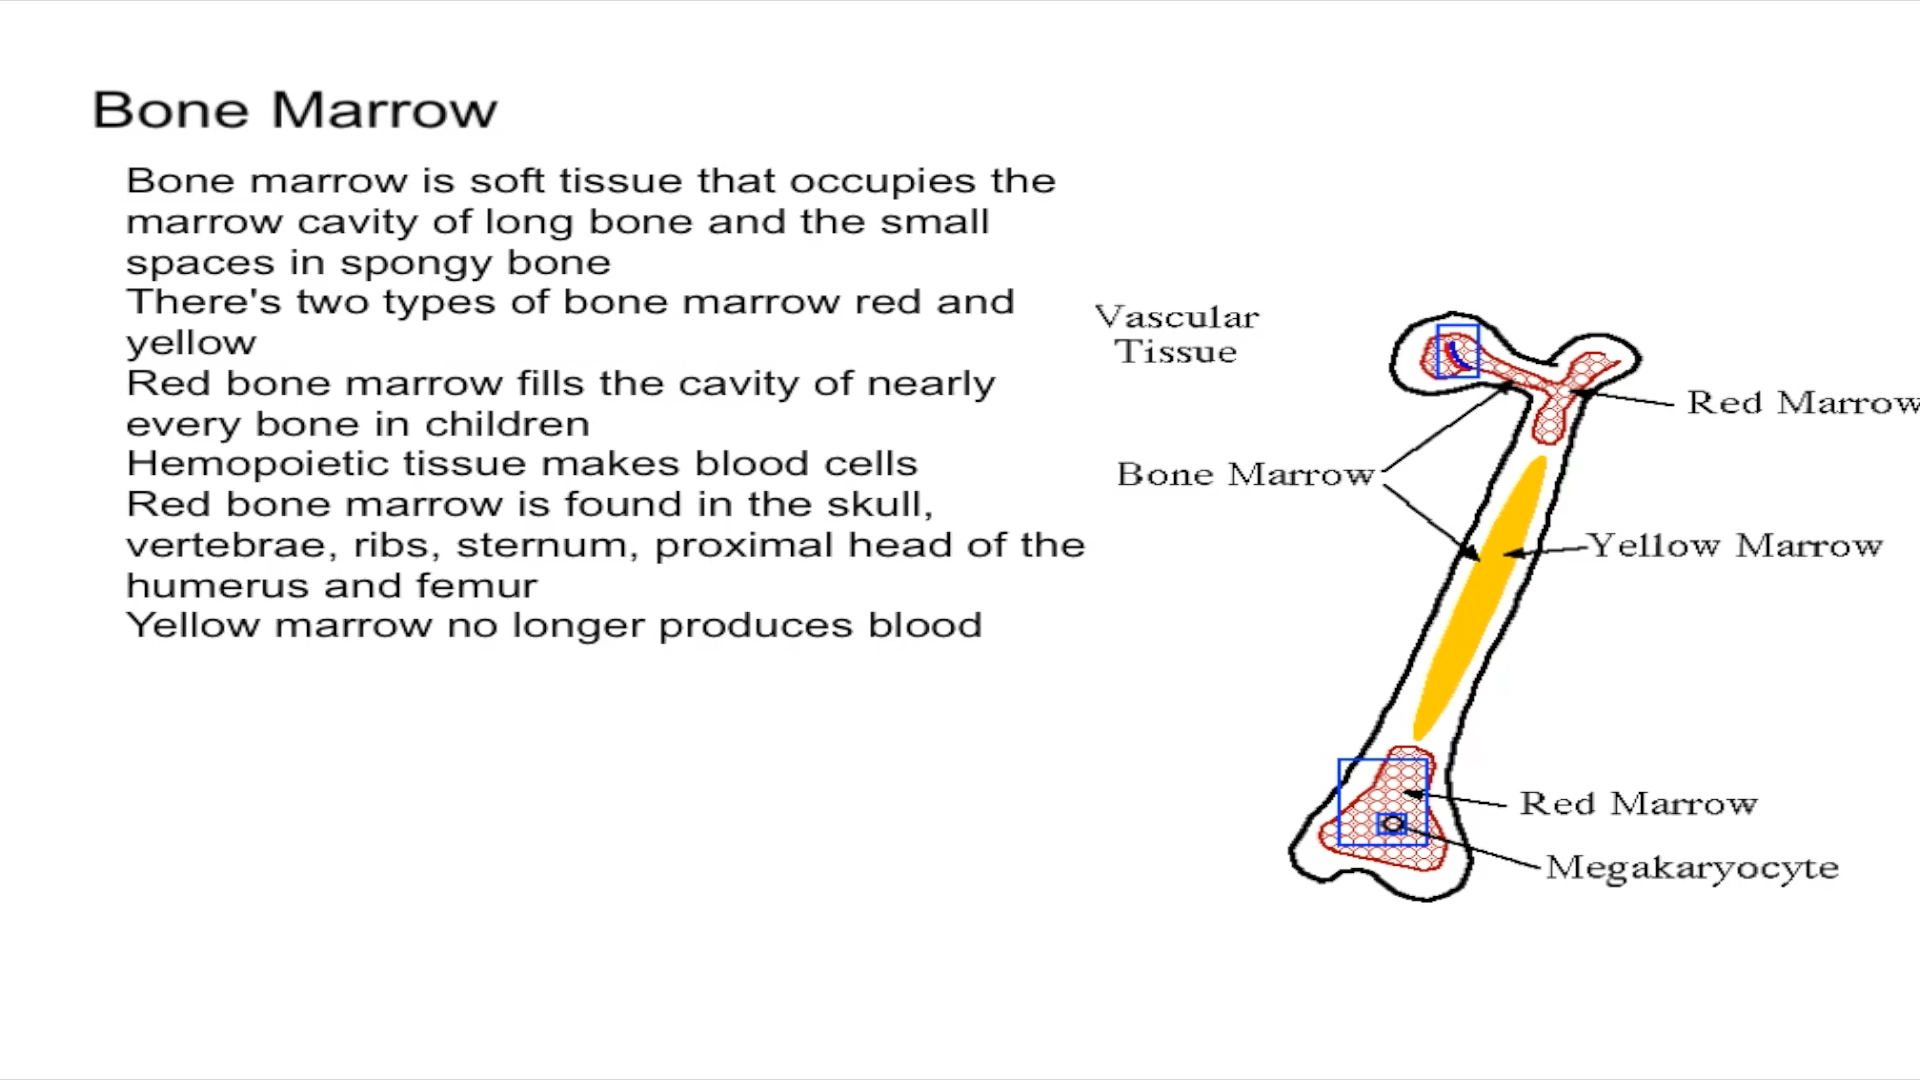 Bone Marrow
Bone marrow is soft tissue that occupies the
marrow cavity of long bone and the small
spaces in spongy bone
There's two types of bone marrow red and
yellow
Red bone marrow fills the cavity of nearly
every bone in children
Hemopoietic tissue makes blood cells
Red bone marrow is found in the skull,
vertebrae, ribs, sternum, proximal head of the
humerus and femur
Yellow marrow no longer produces blood
Vascular
Tissue
Red Marrow
Bone Marrow
Yellow Marrow
Red Marrow
Megakaryocyte